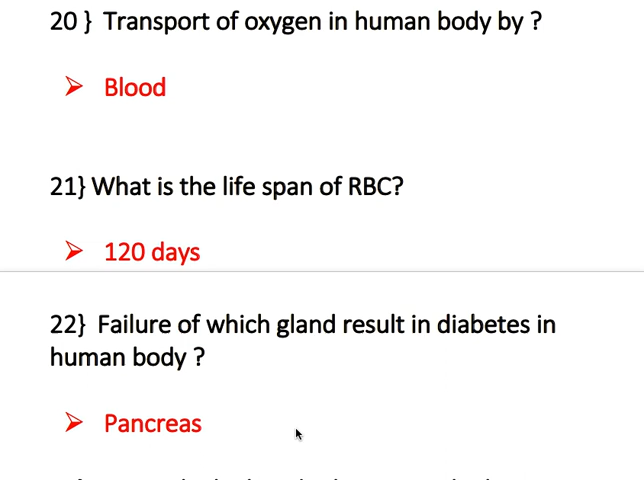 20 } Transport of oxygen in human body by ?
➢ Blood
21} What is the life span of RBC?
➢ 120 days
22} Failure of which gland result in diabetes in
human body ?
➢ Pancreas